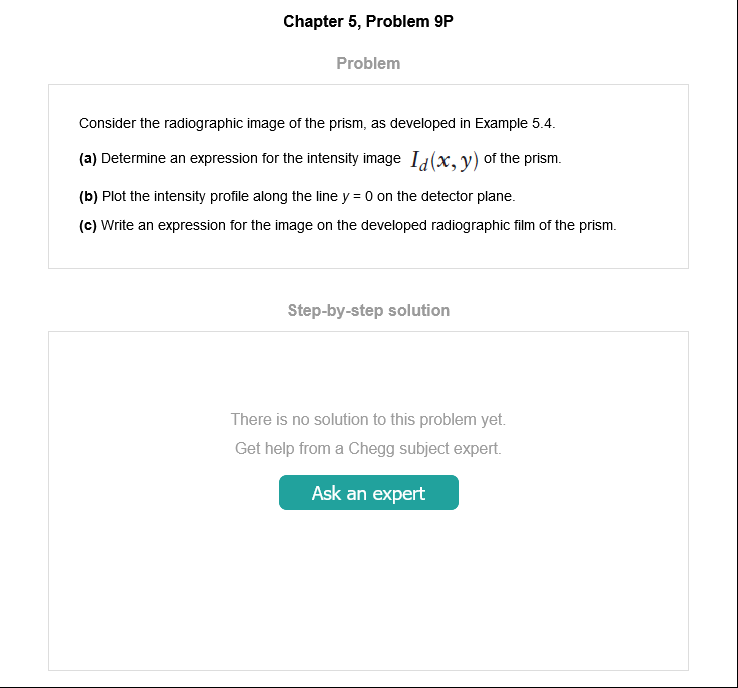 Chapter 5, Problem 9P
Problem
Consider the radiographic image of the prism, as developed in Example 5.4.
(a) Determine an expression for the intensity image I_d(x, y) of the prism.
(b) Plot the intensity profile along the line y = 0 on the detector plane.
(c) Write an expression for the image on the developed radiographic film of the prism.
Step-by-step solution
There is no solution to this problem yet.
Get help from a Chegg subject expert.
Ask an expert